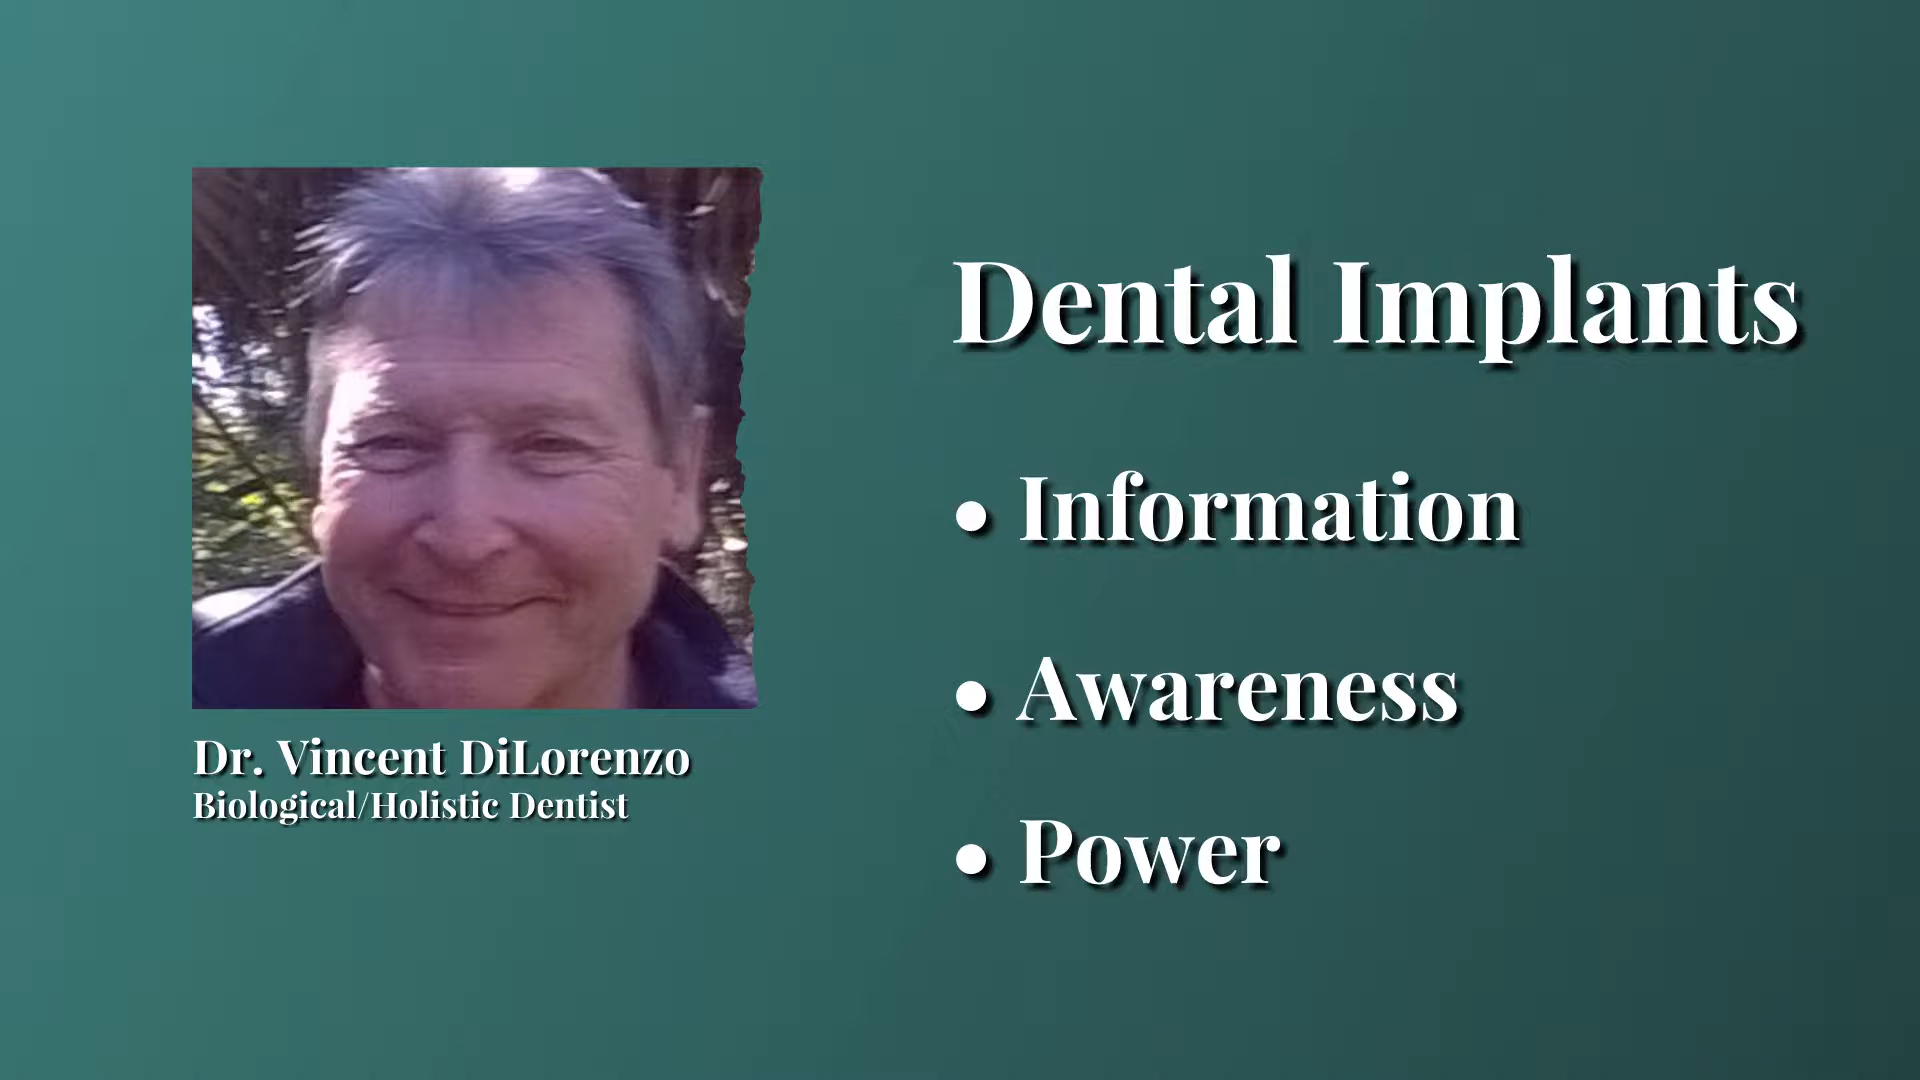 Dental Implants
• Information
• Awareness
• Power
Dr. Vincent DiLorenzo
Biological/Holistic Dentist